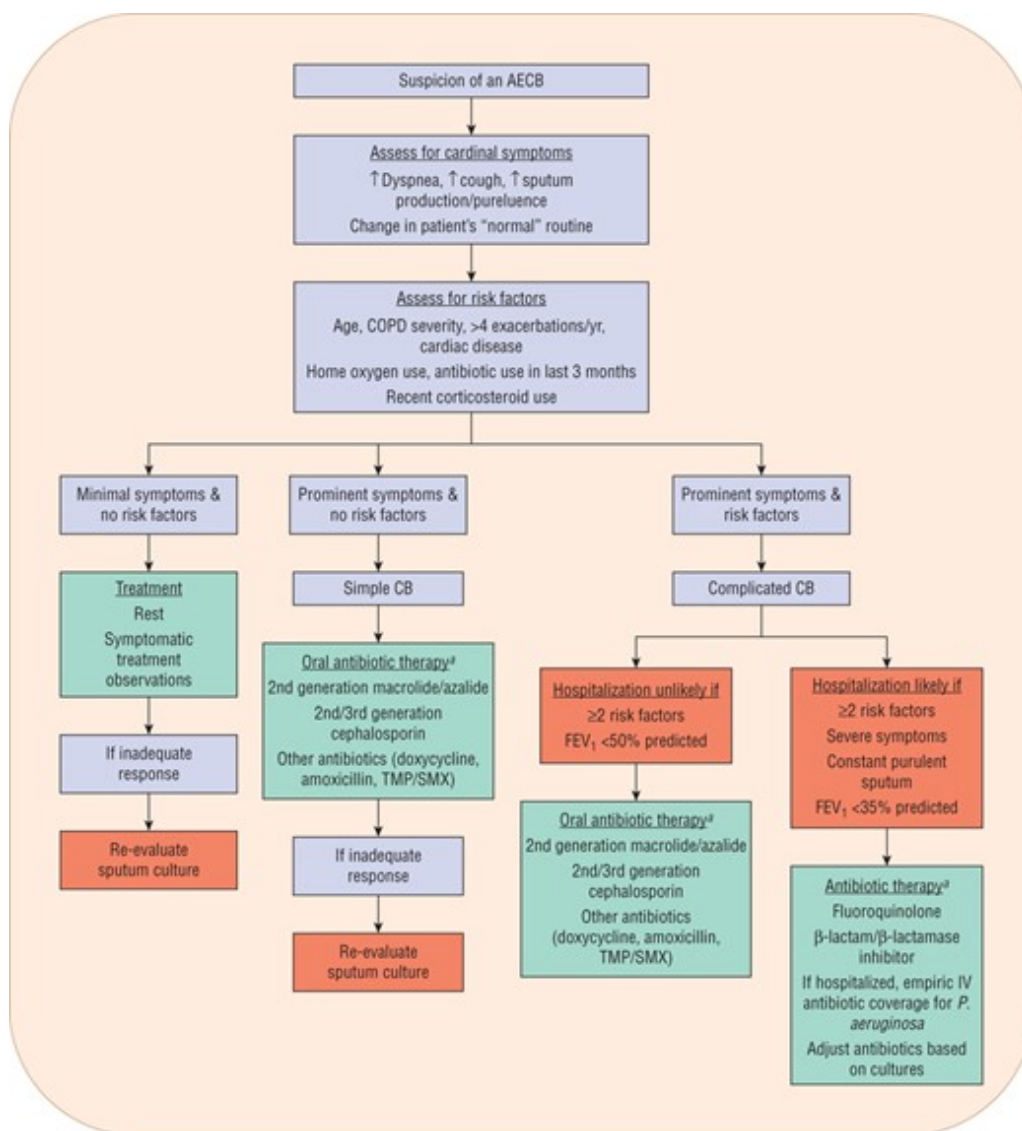 Suspicion of an AECB
Assess for cardinal symptoms
↑Dyspnea, ↑cough, ↑sputum
production/pureluence
Change in patient's "normal" routine
Assess for risk factors
Age, COPD severity, >4 exacerbations/yr,
cardiac disease
Home oxygen use, antibiotic use in last 3 months
Recent corticosteroid use
Minimal symptoms &
no risk factors
Treatment
Rest
Symptomatic
treatment
observations
If inadequate
response
Re-evaluate
sputum culture
Prominent symptoms &
no risk factors
Simple CB
Oral antibiotic therapyᵃ
2nd generation macrolide/azalide
2nd/3rd generation
cephalosporin
Other antibiotics (doxycycline,
amoxicillin, TMP/SMX)
If inadequate
response
Re-evaluate
sputum culture
Prominent symptoms &
risk factors
Complicated CB
Hospitalization unlikely if
≥2 risk factors
FEV₁ <50% predicted
Oral antibiotic therapyᵃ
2nd generation macrolide/azalide
2nd/3rd generation
cephalosporin
Other antibiotics
(doxycycline, amoxicillin,
TMP/SMX)
Hospitalization likely if
≥2 risk factors
Severe symptoms
Constant purulent
sputum
FEV₁ <35% predicted
Antibiotic therapyᵃ
Fluoroquinolone
β-lactam/β-lactamase
inhibitor
If hospitalized, empiric IV
antibiotic coverage for P.
aeruginosa
Adjust antibiotics based
on cultures